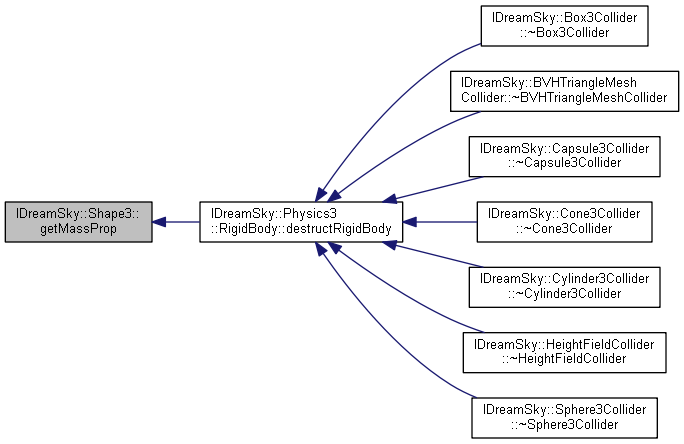 IDreamSky::Shape3::
getMassProp
IDreamSky::Physics3
::RigidBody::destructRigidBody
IDreamSky::Box3Collider
::~Box3Collider
IDreamSky::BVHTriangleMesh
Collider::~BVHTriangleMeshCollider
IDreamSky::Capsule3Collider
::~Capsule3Collider
IDreamSky::Cone3Collider
::~Cone3Collider
IDreamSky::Cylinder3Collider
::~Cylinder3Collider
IDreamSky::HeightFieldCollider
::~HeightFieldCollider
IDreamSky::Sphere3Collider
::~Sphere3Collider